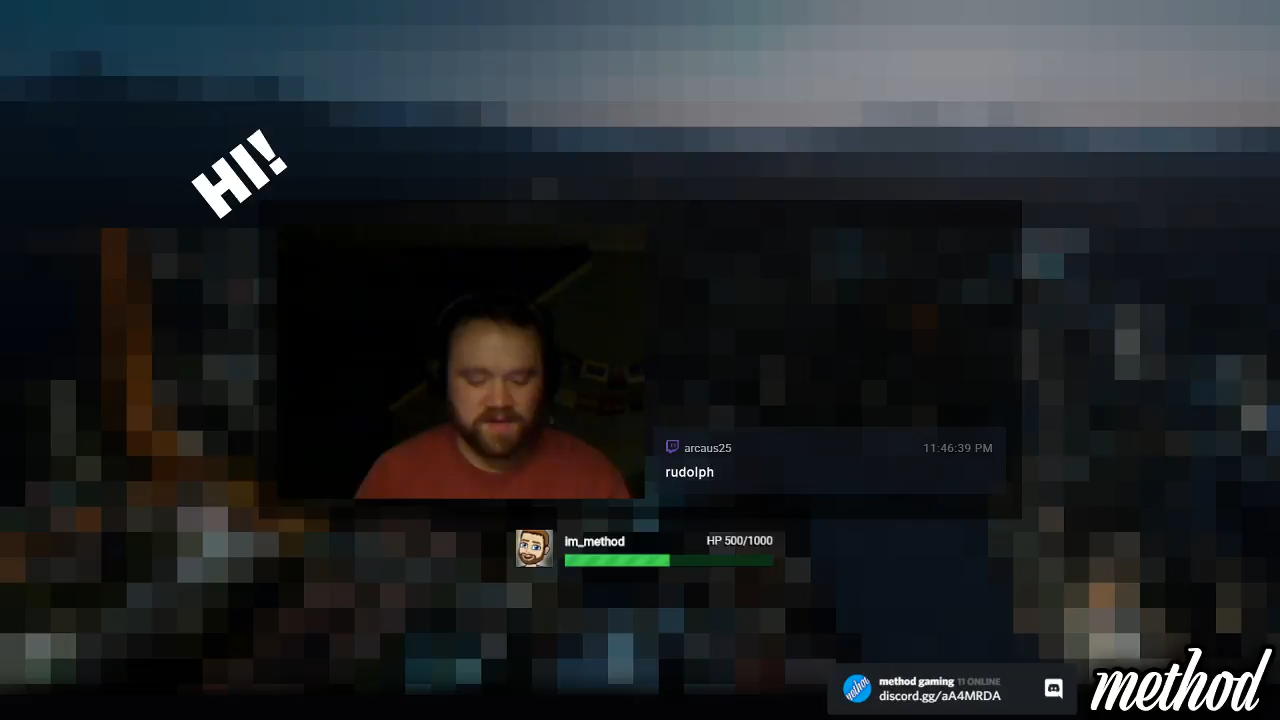 HI!
arcaus25
11:46:39 PM
rudolph
im_method
HP 500/1000
method gaming 11 ONLINE
discord.gg/aA4MRDA
method